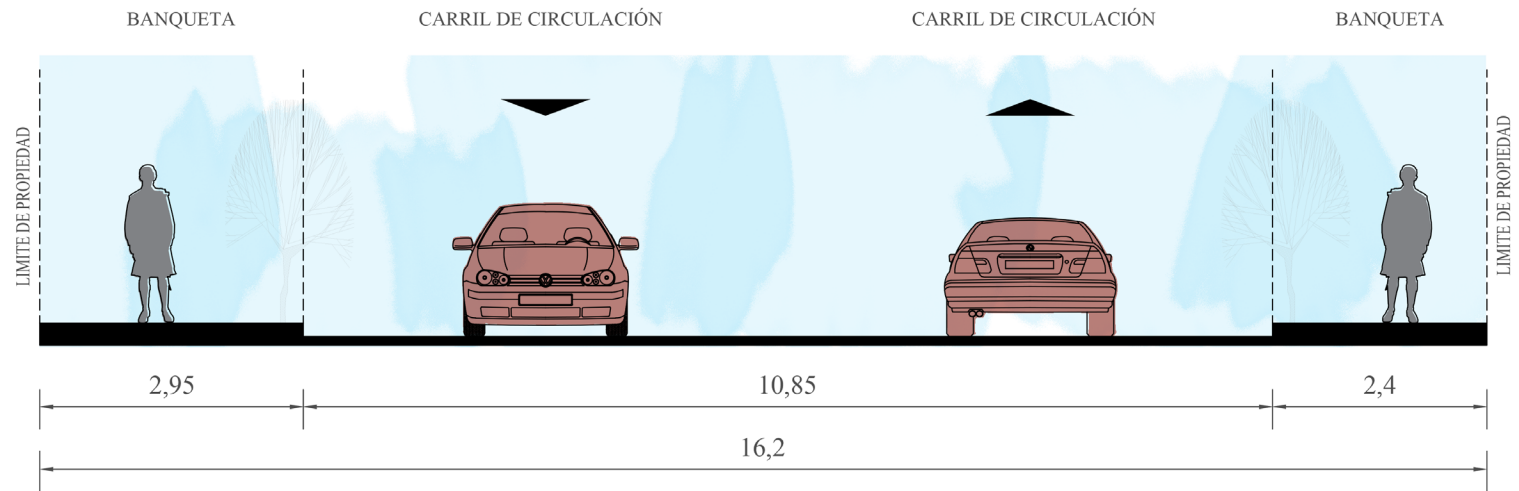 BANQUETA
CARRIL DE CIRCULACIÓN
CARRIL DE CIRCULACIÓN
BANQUETA
LIMITE DE PROPIEDAD
LIMITE DE PROPIEDAD
2,95
10,85
2,4
16,2